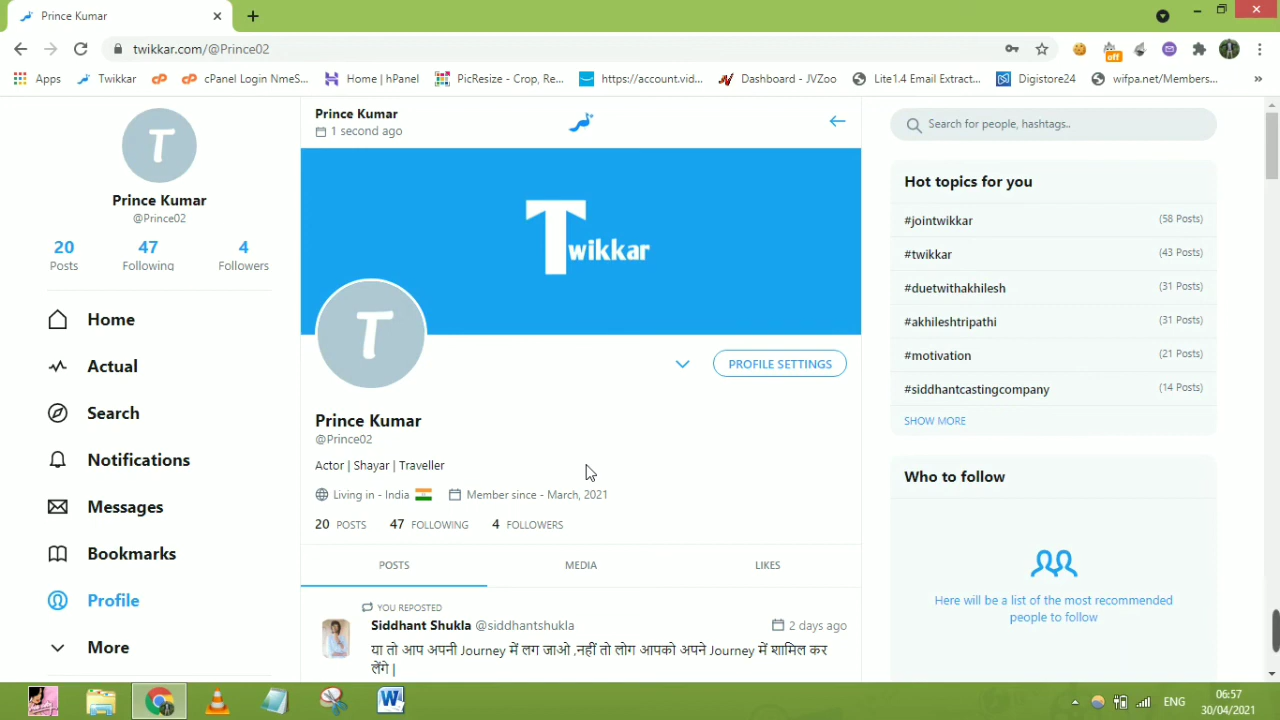 Prince Kumar
twikkar.com/@Prince02
off
Apps
Twikkar
cPanel Login NmeS...
Home | hPanel
PicResize - Crop, Re...
https://account.vid...
Dashboard - JVZoo
Lite1.4 Email Extract...
Digistore24
wifpa.net/Members...
»
T
Prince Kumar
@Prince02
20 47 4
Posts Following Followers
Home
Actual
Search
Notifications
Messages
Bookmarks
Profile
More
Prince Kumar
1 second ago
Twikkar
T
PROFILE SETTINGS
Prince Kumar
@Prince02
Actor | Shayar | Traveller
Living in - India Member since - March, 2021
20 POSTS 47 FOLLOWING 4 FOLLOWERS
POSTS MEDIA LIKES
YOU REPOSTED
Siddhant Shukla @siddhantshukla 2 days ago
या तो आप अपनी Journey में लग जाओ ,नहीं तो लोग आपको अपने Journey में शामिल कर
लेंगे |
Search for people, hashtags..
Hot topics for you
#jointwikkar (58 Posts)
#twikkar (43 Posts)
#duetwithakhilesh (31 Posts)
#akhileshtripathi (31 Posts)
#motivation (21 Posts)
#siddhantcastingcompany (14 Posts)
SHOW MORE
Who to follow
Here will be a list of the most recommended
people to follow
W
ENG
06:57
30/04/2021